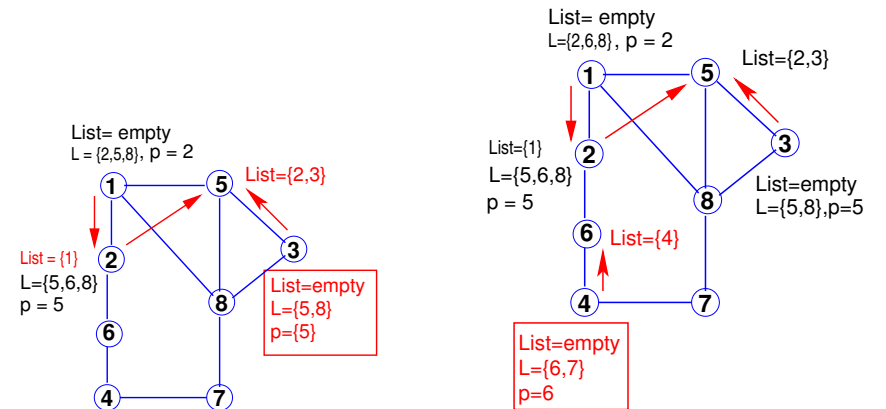 List= empty
L = {2,5,8}, p = 2
1
5
List={2,3}
3
List = {1}
L={5,6,8}
p = 5
2
List=empty
L={5,8}
p={5}
8
6
4
7
List= empty
L={2,6,8}, p = 2
1
5
List={2,3}
3
List={1}
L={5,6,8}
p = 5
2
List=empty
L={5,8},p=5
8
6
List={4}
4
7
List=empty
L={6,7}
p=6